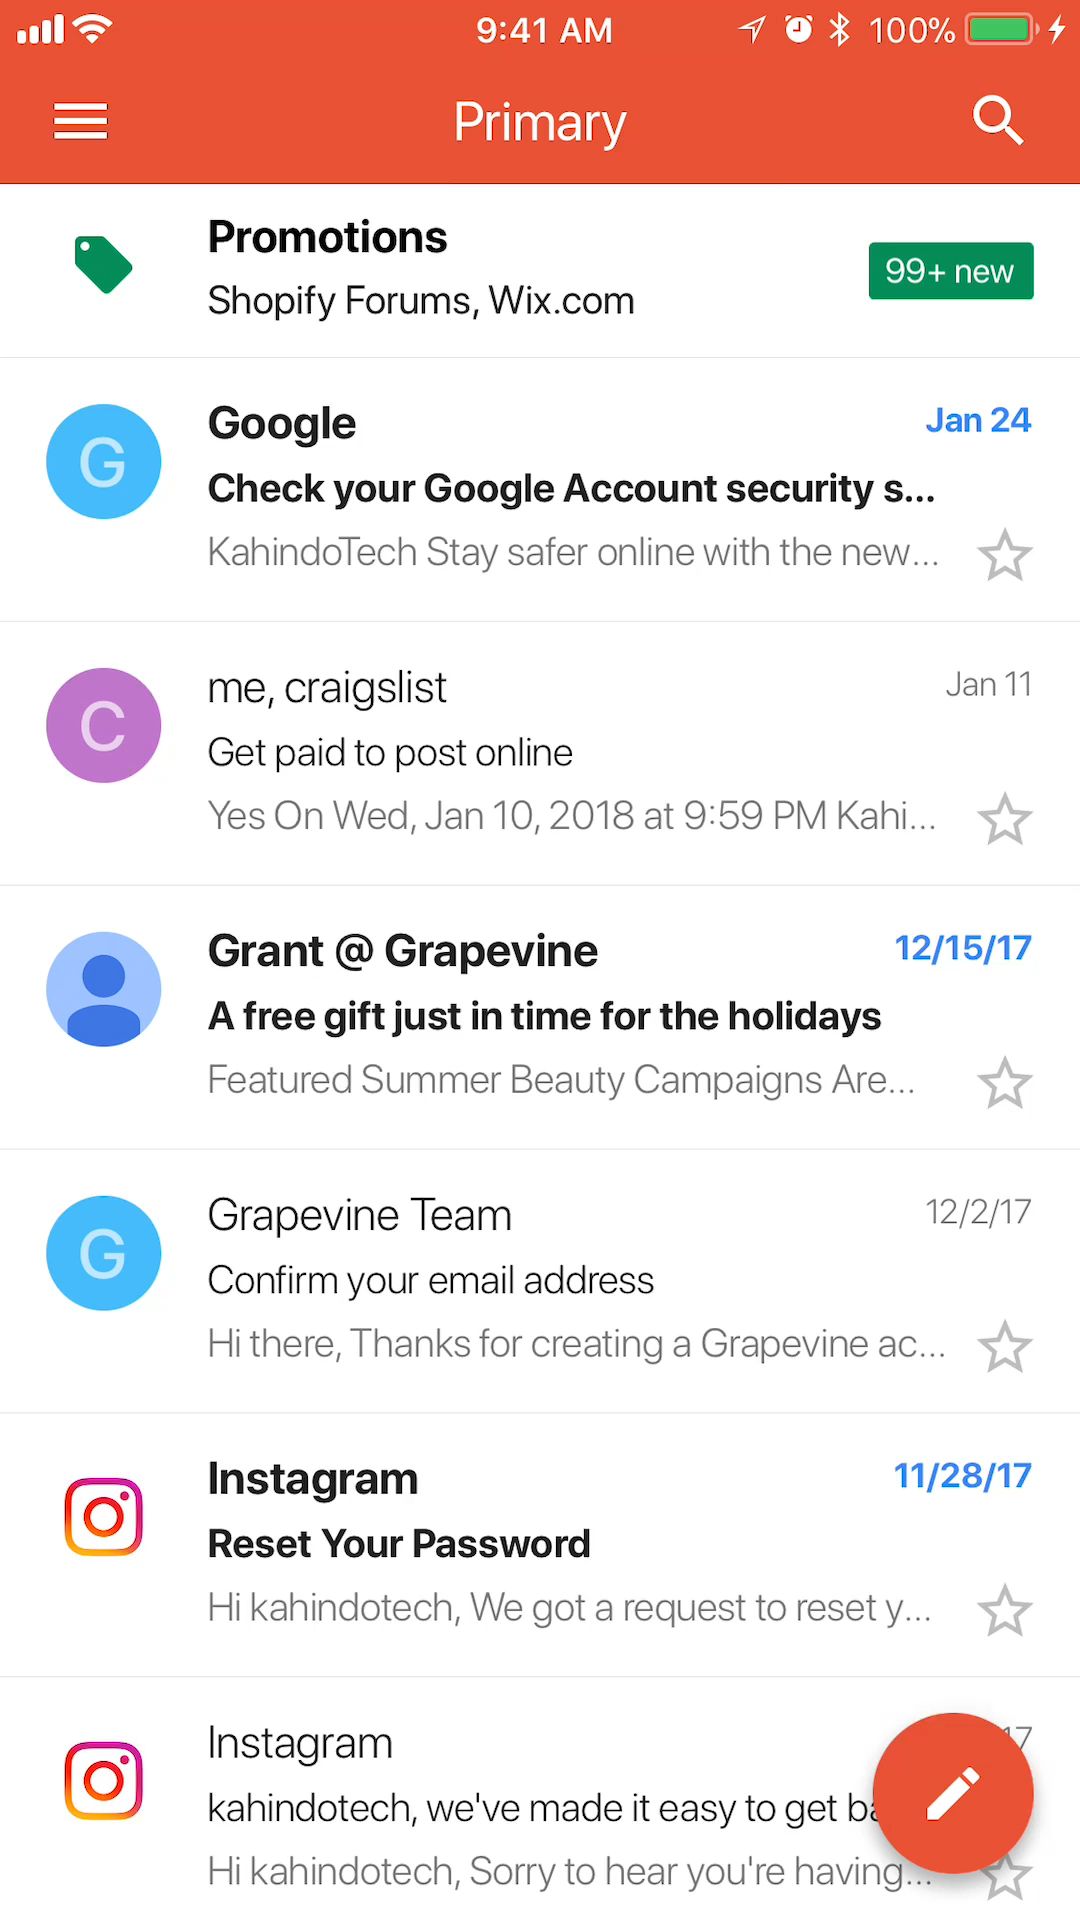 9:41 AM 100%
Primary
Promotions
Shopify Forums, Wix.com
99+ new
G
Google
Jan 24
Check your Google Account security s...
KahindoTech Stay safer online with the new...
C
me, craigslist
Jan 11
Get paid to post online
Yes On Wed, Jan 10, 2018 at 9:59 PM Kahi...
Grant @ Grapevine
12/15/17
A free gift just in time for the holidays
Featured Summer Beauty Campaigns Are...
G
Grapevine Team
12/2/17
Confirm your email address
Hi there, Thanks for creating a Grapevine ac...
Instagram
11/28/17
Reset Your Password
Hi kahindotech, We got a request to reset y...
Instagram
kahindotech, we've made it easy to get
Hi kahindotech, Sorry to hear you're having...